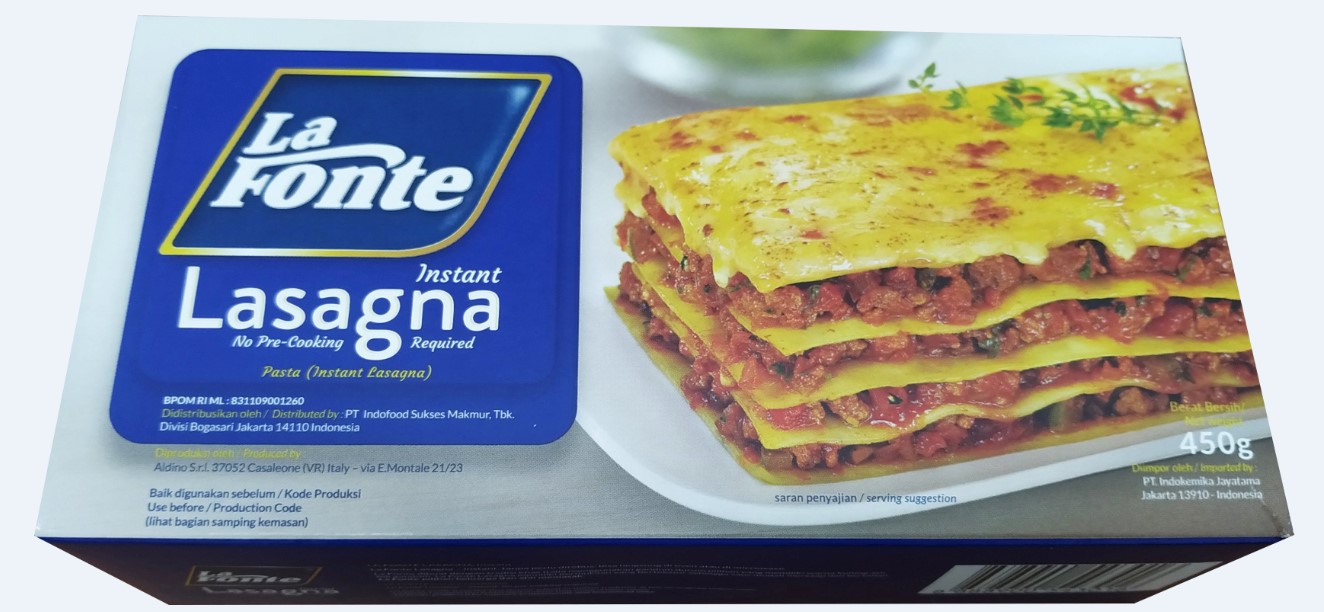 La
Fonte
Instant
Lasagna
No Pre-Cooking Required
Pasta (Instant Lasagna)
BPOM RI ML : 831109001260
Didistribusikan oleh / Distributed by : PT Indofood Sukses Makmur, Tbk.
Divisi Bogasari Jakarta 14110 Indonesia
Diproduksi oleh / Produced by
Aldino S.r.l. 37052 Casaleone (VR) Italy – via E.Montale 21/23
Baik digunakan sebelum / Kode Produksi
Use before / Production Code
(lihat bagian samping kemasan)
saran penyajian / serving suggestion
Berat Bersih/
Net Weight
450g
Diimpor oleh / Imported by :
PT. Indokemika Jayatama
Jakarta 13910 - Indonesia
La
Fonte
Lasagna